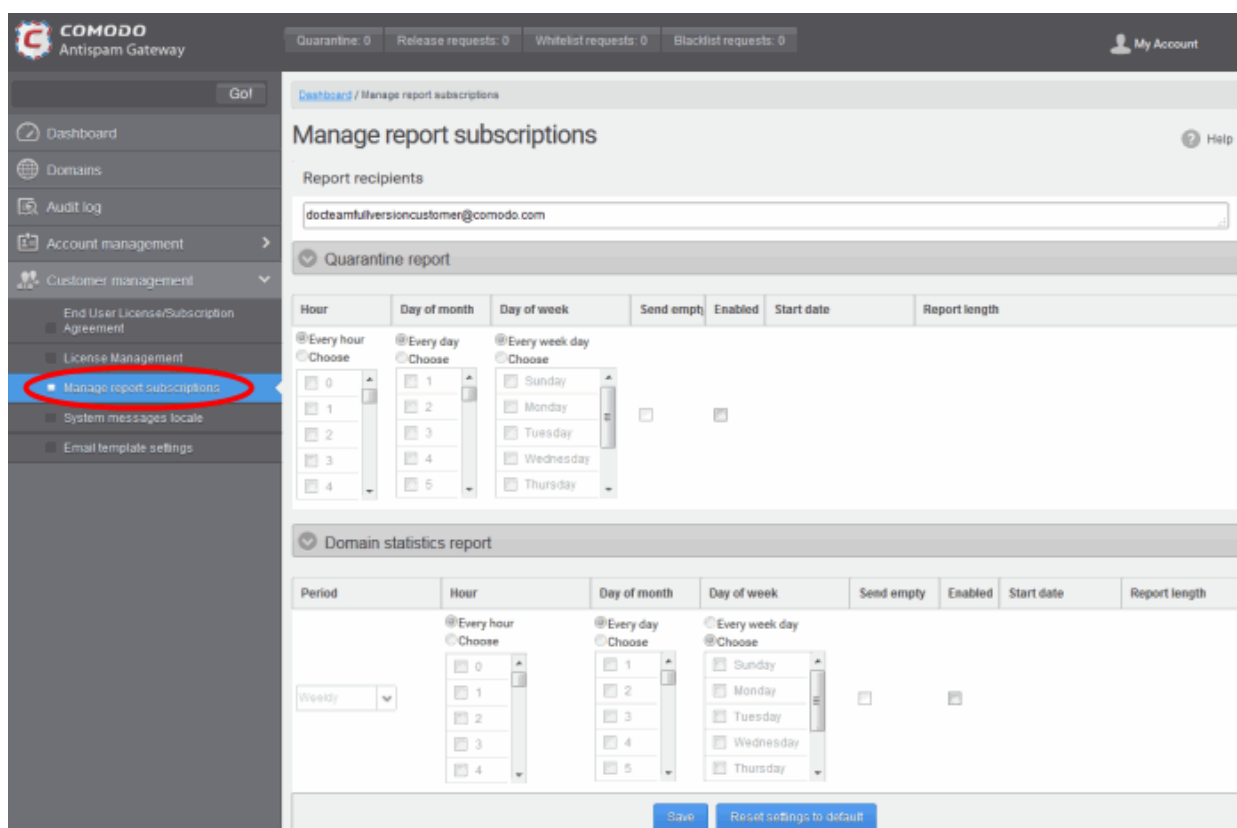 COMODO
Antispam Gateway
Quarantine: 0 Release requests: 0 Whitelist requests: 0 Blacklist requests: 0
My Account
Go!
Dashboard
Domains
Audit log
Account management
Customer management
End User License/Subscription
Agreement
License Management
Manage report subscriptions
System messages locale
Email template settings
Dashboard / Manage report subscriptions
Manage report subscriptions
Help
Report recipients
docteamfullversioncustomer@comodo.com
Quarantine report
Hour Day of month Day of week Send empty Enabled Start date Report length
Every hour Every day Every week day
Choose Choose Choose
0 1 Sunday
1 2 Monday
2 3 Tuesday
3 4 Wednesday
4 5 Thursday
Domain statistics report
Period Hour Day of month Day of week Send empty Enabled Start date Report length
Every hour Every day Every week day
Choose Choose Choose
0 1 Sunday
Weekly 1 2 Monday
2 3 Tuesday
3 4 Wednesday
4 5 Thursday
Save Reset settings to default